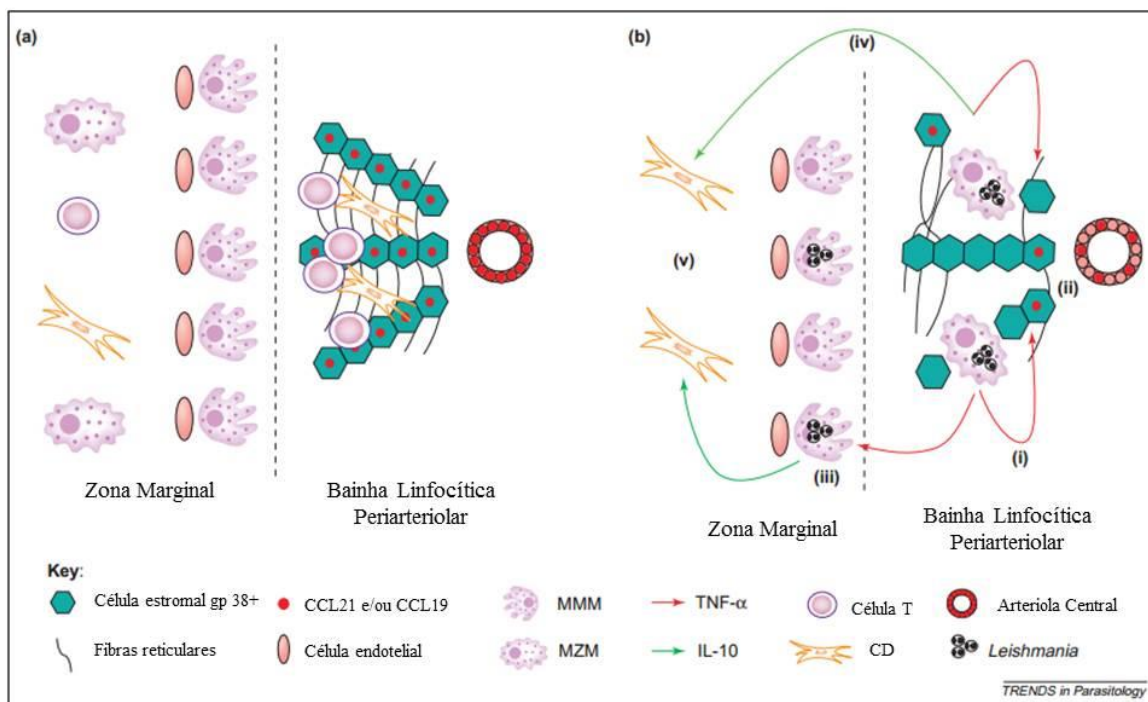 (a)
Zona Marginal
Bainha Linfocítica
Periarteriolar
(b)
(iv)
(v)
(ii)
(iii)
(i)
Zona Marginal
Bainha Linfocítica
Periarteriolar
Key:
Célula estromal gp 38+
CCL21 e/ou CCL19
MMM
TNF-α
Célula T
Arteriola Central
Fibras reticulares
Célula endotelial
MZM
IL-10
CD
Leishmania
TRENDS in Parasitology